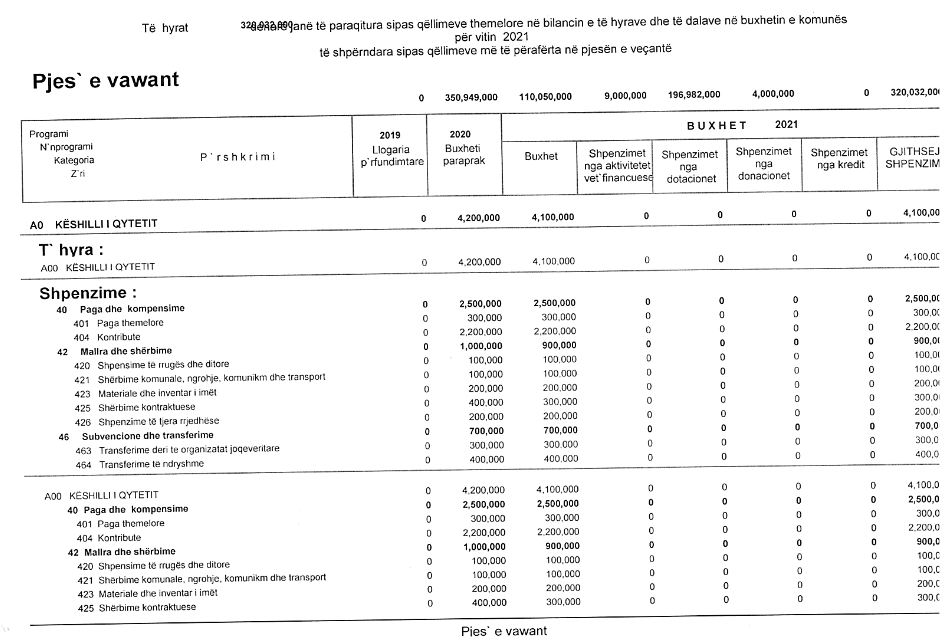 Të hyrat 320,032,000 denarë janë të paraqitura sipas qëllimeve themelore në bilancin e të hyrave dhe të dalave në buxhetin e komunës
për vitin 2021
të shpërndara sipas qëllimeve më të përafërta në pjesën e veçantë
Pjes` e vawant
0 350,949,000 110,050,000 9,000,000 196,982,000 4,000,000 0 320,032,000
Programi
N`nprogrami
Kategoria
Z`ri
P`rshkrimi
2019
Llogaria
p`rfundimtare
2020
Buxheti
paraprak
BUXHET 2021
Buxhet
Shpenzimet
nga aktivitetet
vet`financuese
Shpenzimet
nga
dotacionet
Shpenzimet
nga
donacionet
Shpenzimet
nga kredit
GJITHSEJ
SHPENZIM
A0 KËSHILLI I QYTETIT 0 4,200,000 4,100,000 0 0 0 0 4,100,00
T` hyra :
A00 KËSHILLI I QYTETIT 0 4,200,000 4,100,000 0 0 0 0 4,100,00
Shpenzime :
40 Paga dhe kompensime 0 2,500,000 2,500,000 0 0 0 0 2,500,00
401 Paga themelore 0 300,000 300,000 0 0 0 0 300,0
404 Kontribute 0 2,200,000 2,200,000 0 0 0 0 2,200,0
42 Mallra dhe shërbime 0 1,000,000 900,000 0 0 0 0 900,0
420 Shpensime të rrugës dhe ditore 0 100,000 100,000 0 0 0 0 100,0
421 Shërbime komunale, ngrohje, komunikm dhe transport 0 100,000 100,000 0 0 0 0 100,0
423 Materiale dhe inventar i imët 0 200,000 200,000 0 0 0 0 200,0
425 Shërbime kontraktuese 0 400,000 300,000 0 0 0 0 300,0
426 Shpenzime të tjera rrjedhëse 0 200,000 200,000 0 0 0 0 200,0
46 Subvencione dhe transferime 0 700,000 700,000 0 0 0 0 700,0
463 Transferime deri te organizatat joqeveritare 0 300,000 300,000 0 0 0 0 300,0
464 Transferime të ndryshme 0 400,000 400,000 0 0 0 0 400,0
A00 KËSHILLI I QYTETIT 0 4,200,000 4,100,000 0 0 0 0 4,100,0
40 Paga dhe kompensime 0 2,500,000 2,500,000 0 0 0 0 2,500,0
401 Paga themelore 0 300,000 300,000 0 0 0 0 300,0
404 Kontribute 0 2,200,000 2,200,000 0 0 0 0 2,200,0
42 Mallra dhe shërbime 0 1,000,000 900,000 0 0 0 0 900,0
420 Shpenzime të rrugës dhe ditore 0 100,000 100,000 0 0 0 0 100,0
421 Shërbime komunale, ngrohje, komunikm dhe transport 0 100,000 100,000 0 0 0 0 100,0
423 Materiale dhe inventar i imët 0 200,000 200,000 0 0 0 0 200,0
425 Shërbime kontraktuese 0 400,000 300,000 0 0 0 0 300,0
Pjes` e vawant